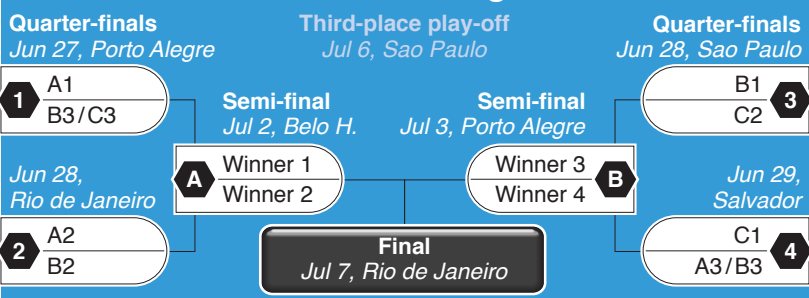 Quarter-finals
Jun 27, Porto Alegre
1
A1
B3/C3
Jun 28,
Rio de Janeiro
2
A2
B2
Semi-final
Jul 2, Belo H.
A
Winner 1
Winner 2
Third-place play-off
Jul 6, Sao Paulo
Final
Jul 7, Rio de Janeiro
Semi-final
Jul 3, Porto Alegre
Winner 3
Winner 4
B
Quarter-finals
Jun 28, Sao Paulo
B1
C2
3
Jun 29,
Salvador
C1
A3/B3
4